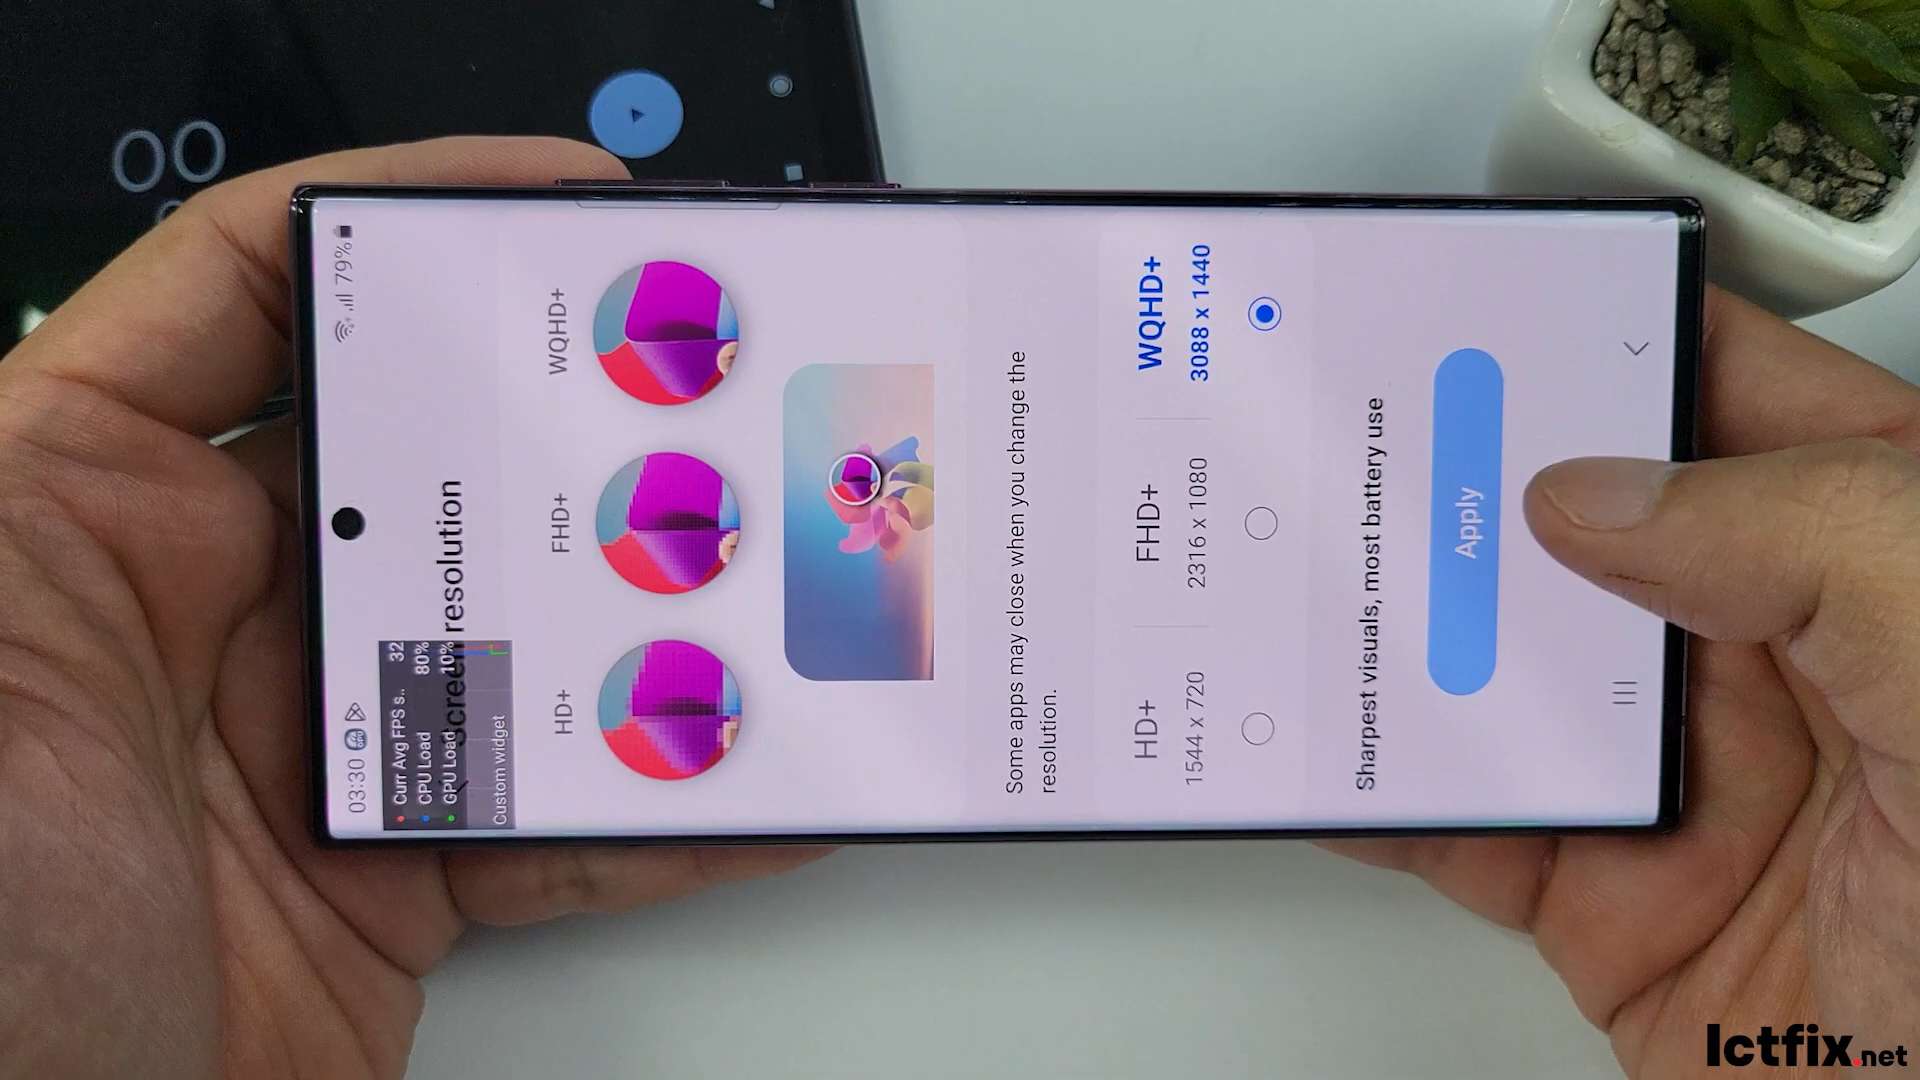 03:30
79%
Curr Avg FPS s.. 32
CPU Load 80%
GPU Load 10%
Custom widget
screen resolution
HD+ FHD+ WQHD+
Some apps may close when you change the
resolution.
HD+ FHD+ WQHD+
1544 x 720 2316 x 1080 3088 x 1440
Sharpest visuals, most battery use
Apply
00
Ictfix.net